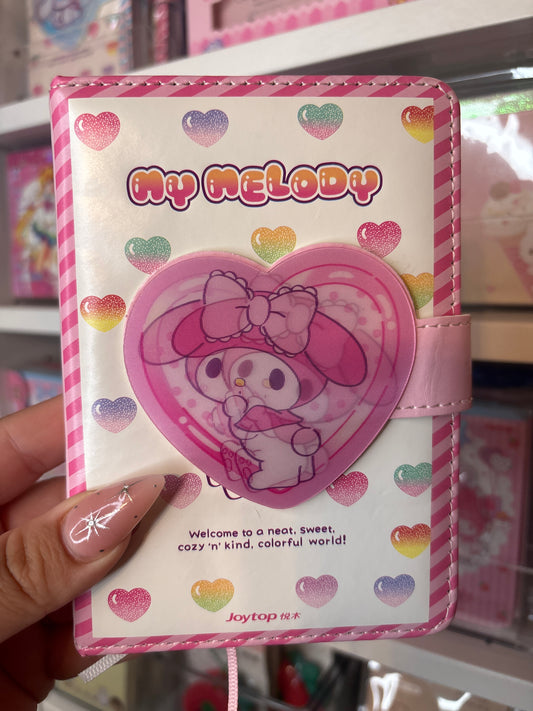 MY MELODY
Welcome to a neat, sweet,
cozy 'n' kind, colorful world!
Joytop 悦木